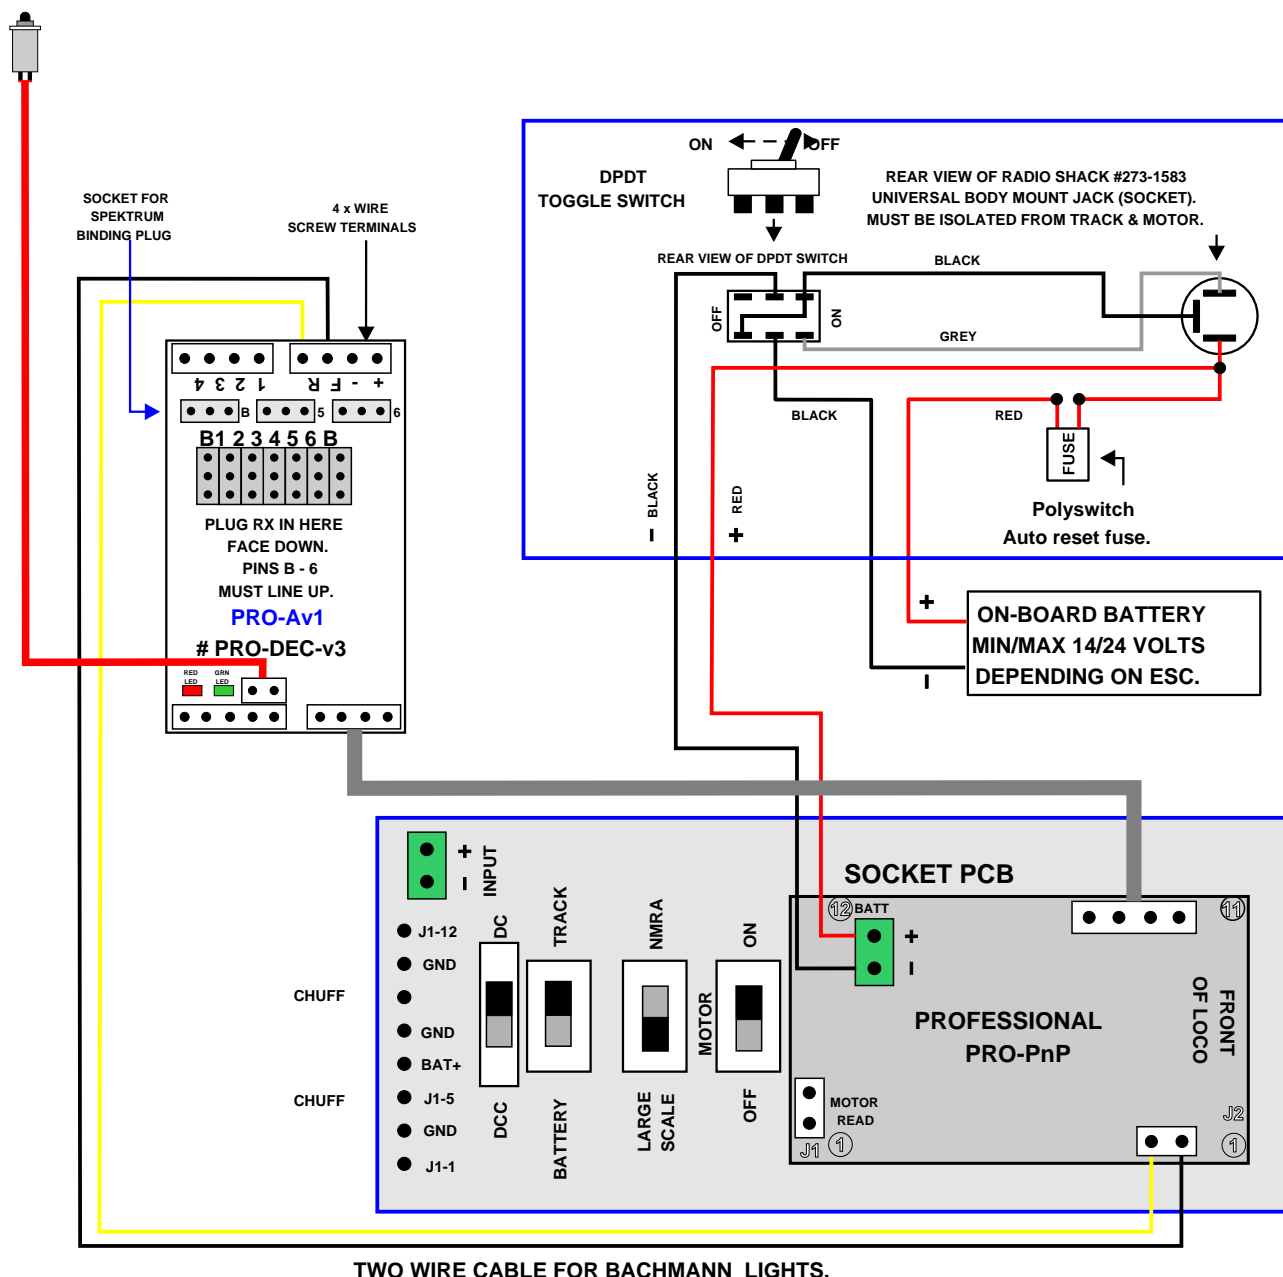 ON
OFF
DPDT
TOGGLE SWITCH
REAR VIEW OF RADIO SHACK #273-1583
UNIVERSAL BODY MOUNT JACK (SOCKET).
MUST BE ISOLATED FROM TRACK & MOTOR.
SOCKET FOR
SPEKTRUM
BINDING PLUG
4 x WIRE
SCREW TERMINALS
REAR VIEW OF DPDT SWITCH
BLACK
OFF
ON
GREY
BLACK
RED
FUSE
Polyswitch
Auto reset fuse.
- BLACK
+ RED
4 3 2 1
R F - +
B
5
6
B1 2 3 4 5 6 B
PLUG RX IN HERE
FACE DOWN.
PINS B - 6
MUST LINE UP.
PRO-Av1
# PRO-DEC-v3
RED
LED
GRN
LED
+
-
ON-BOARD BATTERY
MIN/MAX 14/24 VOLTS
DEPENDING ON ESC.
+
-
INPUT
SOCKET PCB
J1-12
GND
CHUFF
GND
BAT+
CHUFF
J1-5
GND
J1-1
DC
DCC
TRACK
BATTERY
NMRA
LARGE
SCALE
MOTOR
ON
OFF
12
BATT
+
-
11
FRONT
OF LOCO
PROFESSIONAL
PRO-PnP
MOTOR
READ
J1
1
J2
1
TWO WIRE CABLE FOR BACHMANN LIGHTS.